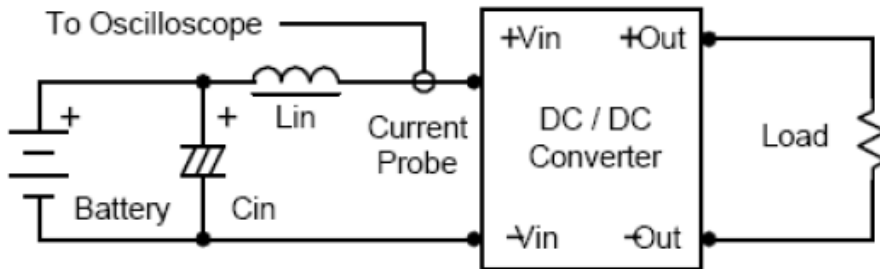 To Oscilloscope
+Vin
+Out
+
+
Lin
Current
Probe
DC / DC
Converter
Load
Battery
Cin
-Vin
-Out